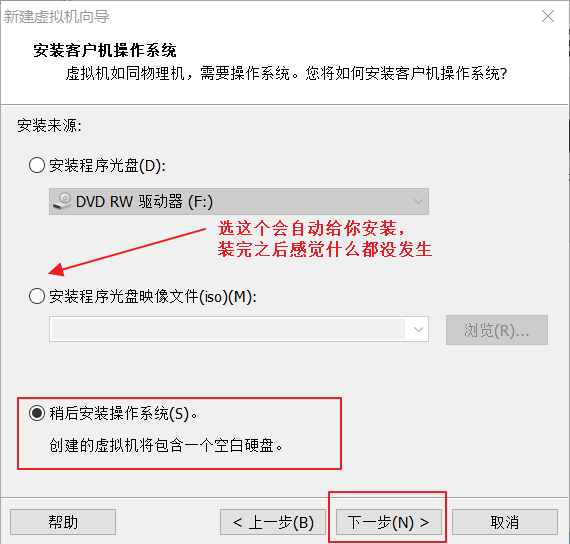 新建虚拟机向导
安装客户机操作系统
虚拟机如同物理机，需要操作系统。您将如何安装客户机操作系统?
安装来源:
安装程序光盘(D):
DVD RW 驱动器 (F:)
选这个会自动给你安装，
装完之后感觉什么都没发生
安装程序光盘映像文件(iso)(M):
浏览(R)...
稍后安装操作系统(S)。
创建的虚拟机将包含一个空白硬盘。
帮助
< 上一步(B)
下一步(N) >
取消